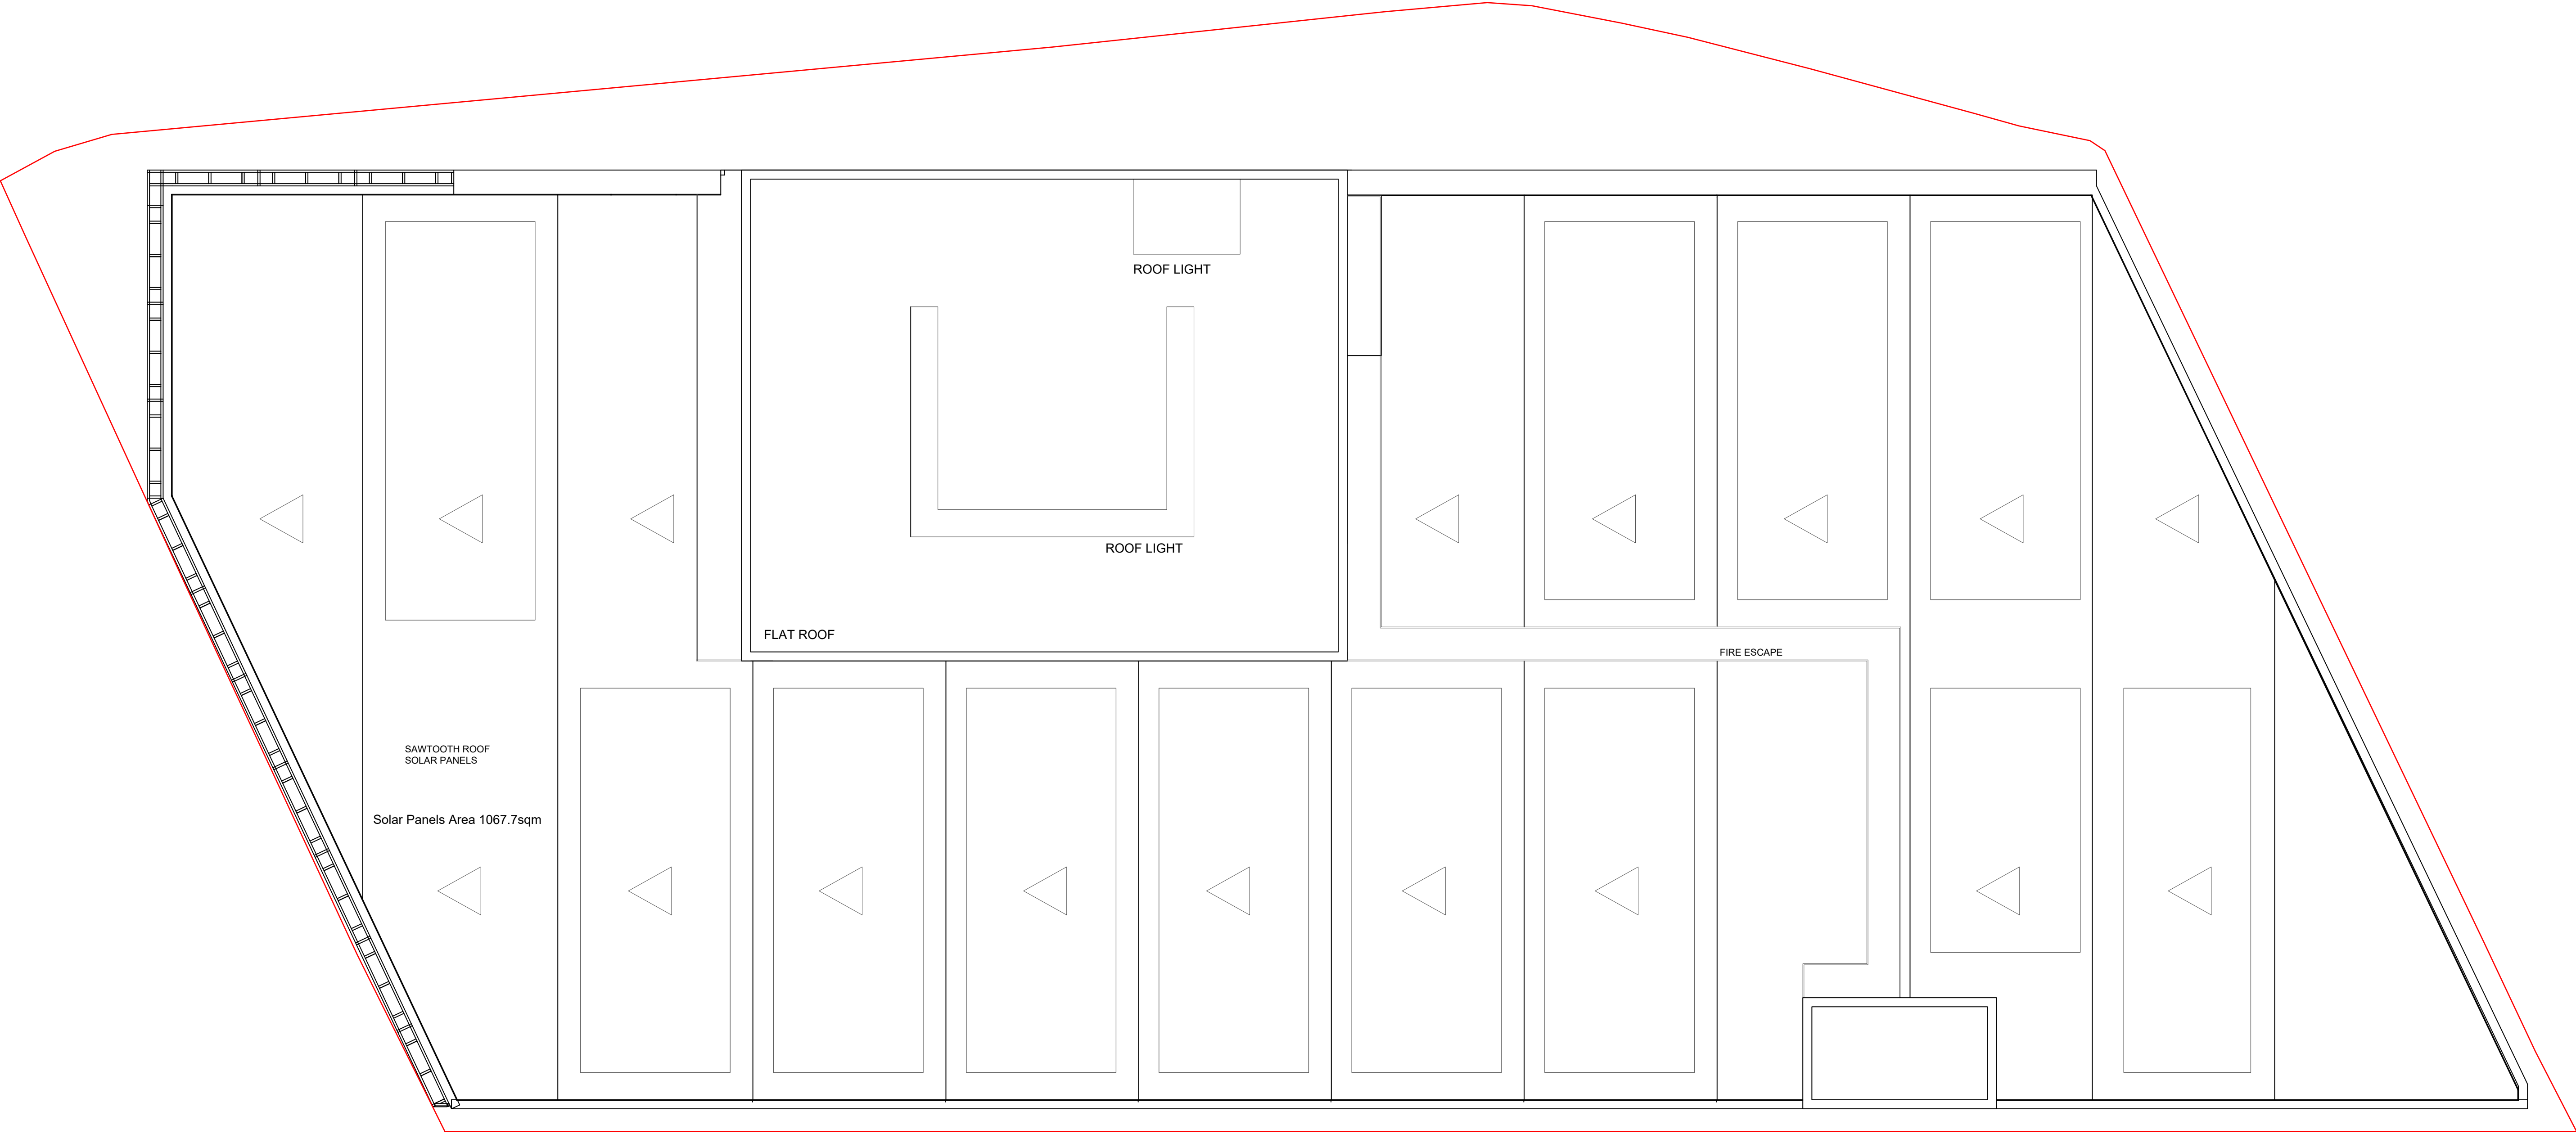 ROOF LIGHT
ROOF LIGHT
FLAT ROOF
FIRE ESCAPE
SAWTOOTH ROOF
SOLAR PANELS
Solar Panels Area 1067.7sqm